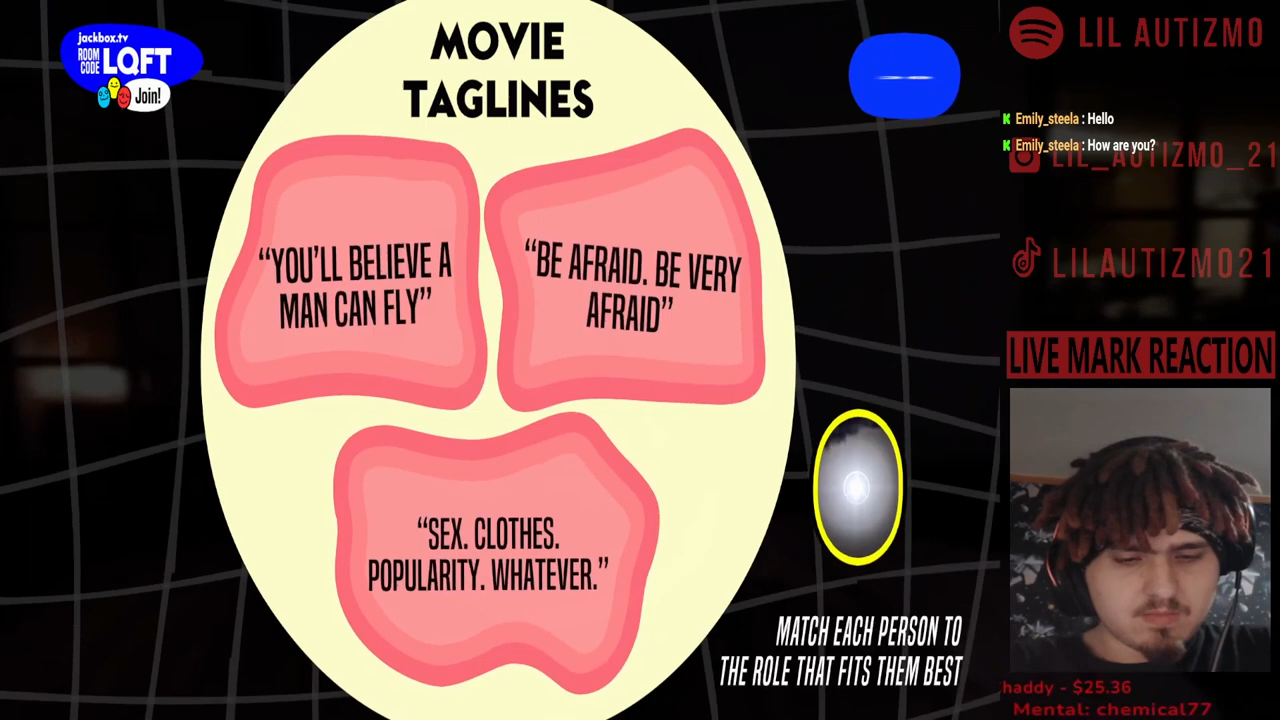 jackbox.tv
ROOM CODE LQFT
Join!
MOVIE
TAGLINES
“YOU’LL BELIEVE A
MAN CAN FLY”
“BE AFRAID. BE VERY
AFRAID”
“SEX. CLOTHES.
POPULARITY. WHATEVER.”
MATCH EACH PERSON TO
THE ROLE THAT FITS THEM BEST
LIL AUTIZMO
Emily_steela : Hello
Emily_steela : How are you?
LIL_AUTIZMO_21
LILAUTIZMO21
LIVE MARK REACTION
haddy - $25.36
Mental: chemical77